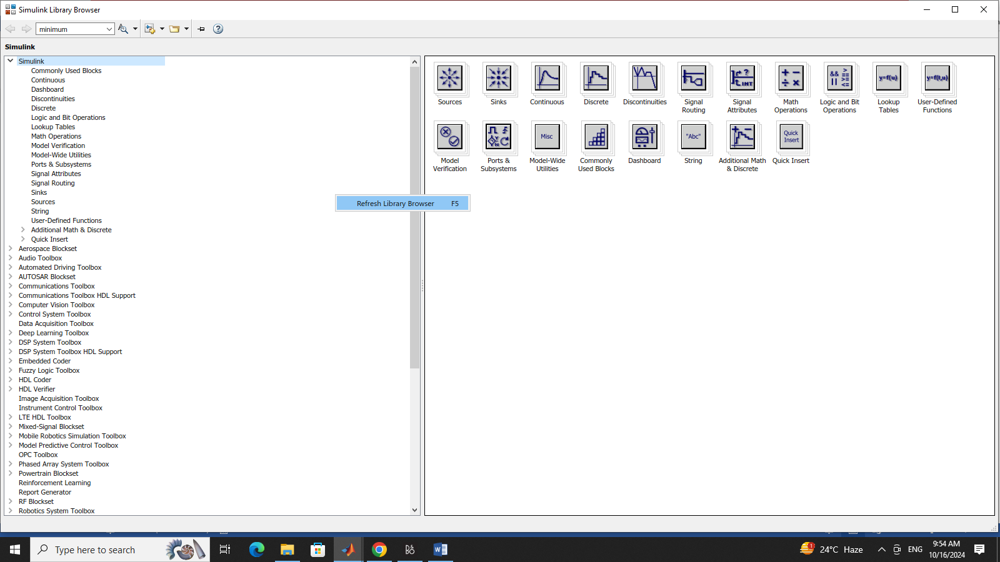 Simulink Library Browser
minimum
Simulink
Simulink
Commonly Used Blocks
Continuous
Dashboard
Discontinuities
Discrete
Logic and Bit Operations
Lookup Tables
Math Operations
Model Verification
Model-Wide Utilities
Ports & Subsystems
Signal Attributes
Signal Routing
Sinks
Sources
String
User-Defined Functions
Additional Math & Discrete
Quick Insert
Aerospace Blockset
Audio Toolbox
Automated Driving Toolbox
AUTOSAR Blockset
Communications Toolbox
Communications Toolbox HDL Support
Computer Vision Toolbox
Control System Toolbox
Data Acquisition Toolbox
Deep Learning Toolbox
DSP System Toolbox
DSP System Toolbox HDL Support
Embedded Coder
Fuzzy Logic Toolbox
HDL Coder
HDL Verifier
Image Acquisition Toolbox
Instrument Control Toolbox
LTE HDL Toolbox
Mixed-Signal Blockset
Mobile Robotics Simulation Toolbox
Model Predictive Control Toolbox
OPC Toolbox
Phased Array System Toolbox
Powertrain Blockset
Reinforcement Learning
Report Generator
RF Blockset
Robotics System Toolbox
Refresh Library Browser F5
Sources
Sinks
Continuous
Discrete
Discontinuities
Signal
Routing
? INT
Signal
Attributes
+ −
÷ ×
Math
Operations
&& >=
|| <=
Logic and Bit
Operations
y=f(u)
Lookup
Tables
y=f(t,u)
User-Defined
Functions
Model
Verification
Ports &
Subsystems
Misc
Model-Wide
Utilities
Commonly
Used Blocks
Dashboard
"Abc"
String
Additional Math
& Discrete
Quick
Insert
Quick Insert
Type here to search
1
24°C Haze
ENG
9:54 AM
10/16/2024